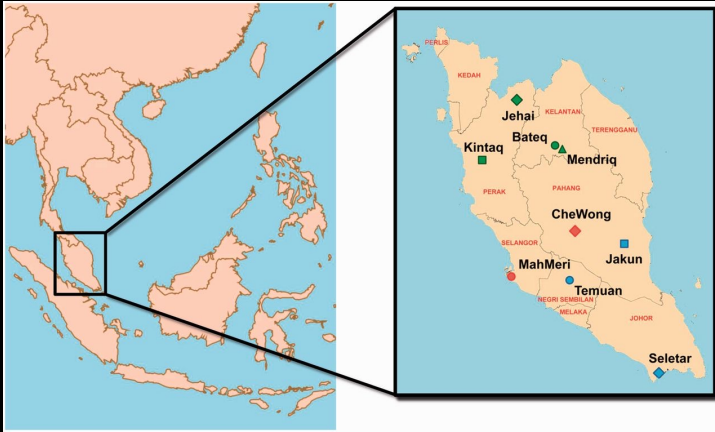 PERLIS
KEDAH
Jehai
KELANTAN
TERENGGANU
Bateq
Kintaq
Mendriq
PERAK
PAHANG
CheWong
SELANGOR
Jakun
MahMeri
Temuan
NEGRI SEMBILAN
MELAKA
JOHOR
Seletar